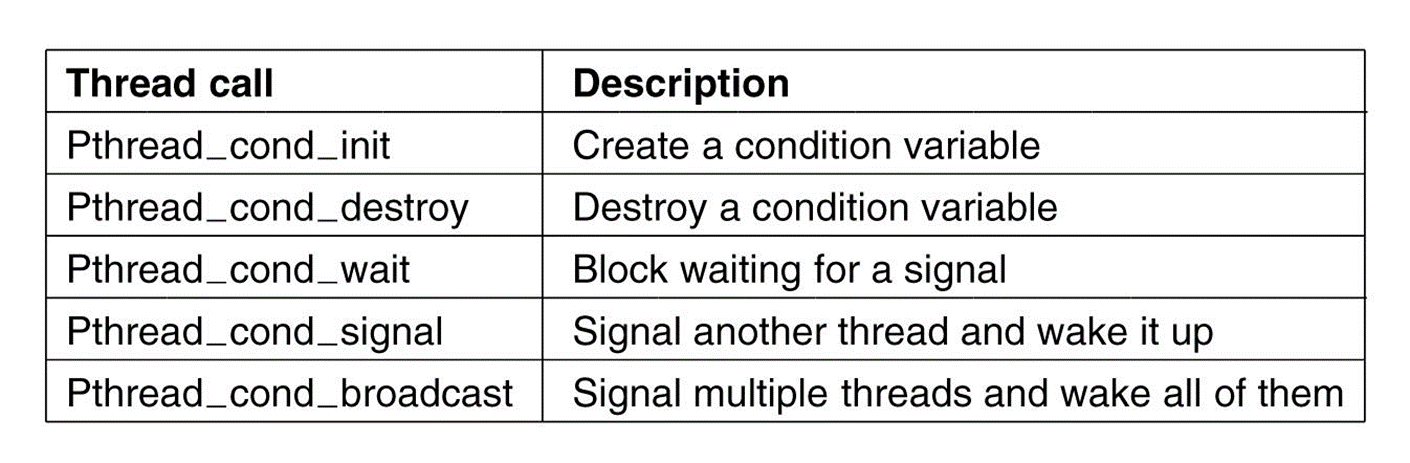 Thread call Description
Pthread_cond_init Create a condition variable
Pthread_cond_destroy Destroy a condition variable
Pthread_cond_wait Block waiting for a signal
Pthread_cond_signal Signal another thread and wake it up
Pthread_cond_broadcast Signal multiple threads and wake all of them